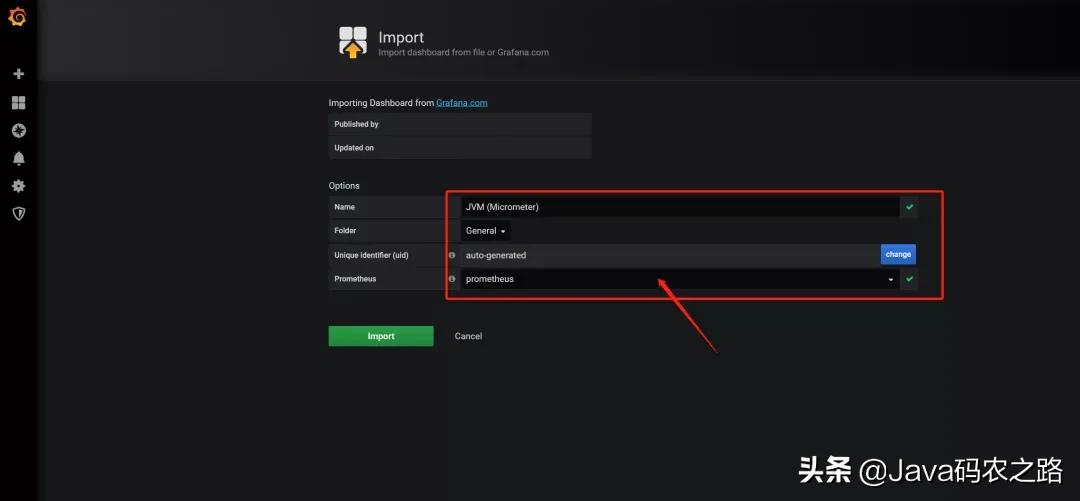 Import
Import dashboard from file or Grafana.com
Importing Dashboard from Grafana.com
Published by
Updated on
Options
Name JVM (Micrometer)
Folder General
Unique identifier (uid) auto-generated change
Prometheus prometheus
Import Cancel
头条 @Java码农之路